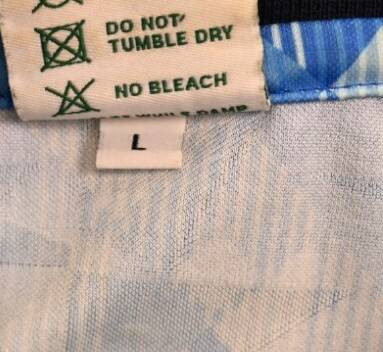 DO NOT
TUMBLE DRY
NO BLEACH
L